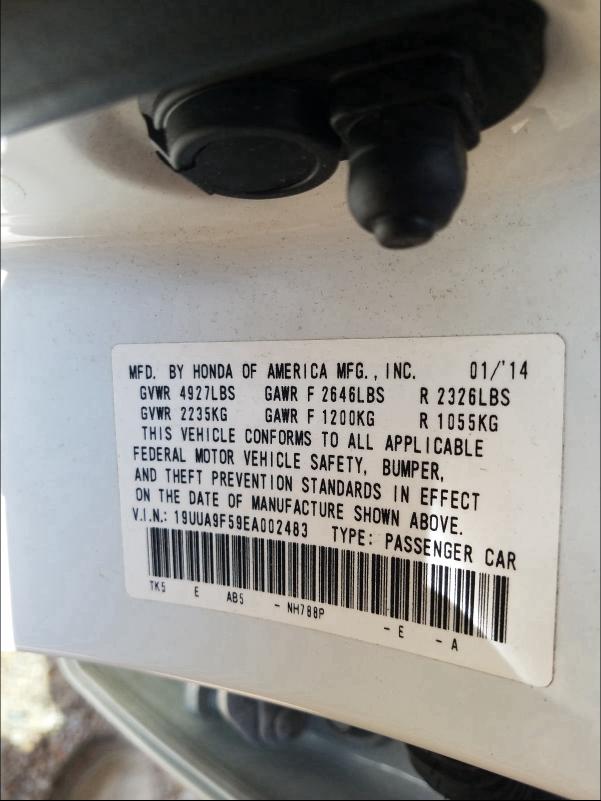 MFD. BY HONDA OF AMERICA MFG., INC. 01/'14
GVWR 4927LBS GAWR F 2646LBS R 2326LBS
GVWR 2235KG GAWR F 1200KG R 1055KG
THIS VEHICLE CONFORMS TO ALL APPLICABLE
FEDERAL MOTOR VEHICLE SAFETY, BUMPER,
AND THEFT PREVENTION STANDARDS IN EFFECT
ON THE DATE OF MANUFACTURE SHOWN ABOVE.
V.I.N.: 19UUA9F59EA002483 TYPE: PASSENGER CAR
TK5 E AB5 - NH788P - E - A